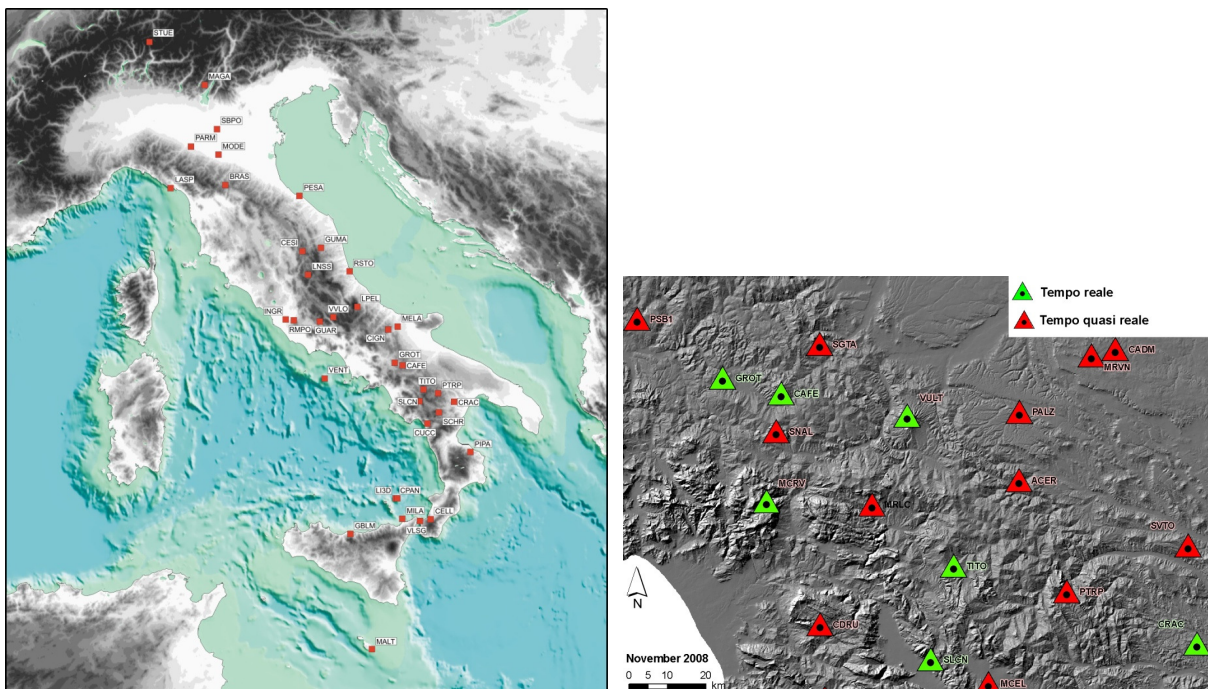 STUE
MAGA
SBPO
PARM
MODE
LASP
BRAS
PESA
CESI
GUMA
LNSS
RSTO
LPEL
INGR
VVLO
RMPO
GUAR
MELA
CIGN
GROT
CAFE
VENT
TITO
PTRP
SLCN
CRAC
SCHR
CUCC
PIPA
LI3D
CPAN
MILA
CELL
VLSG
GBLM
MALT
Tempo reale
Tempo quasi reale
PSB1
SGTA
CADM
MRVN
GROT
CAFE
VULT
PALZ
SNAL
MCRV
ACER
MRLC
SVTO
TITO
PTRP
N
CDRU
CRAC
November 2008
SLCN
MCEL
0 10 20
km